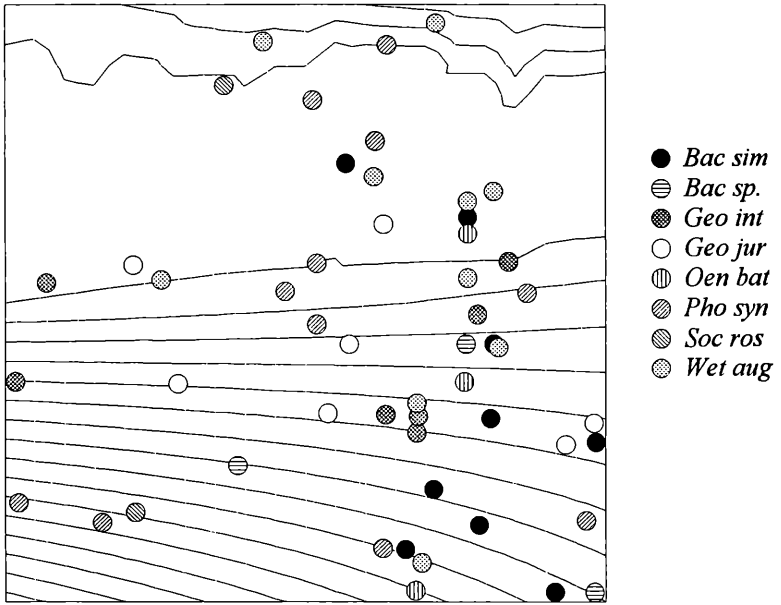 Bac sim
Bac sp.
Geo int
Geo jur
Oen bat
Pho syn
Soc ros
Wet aug